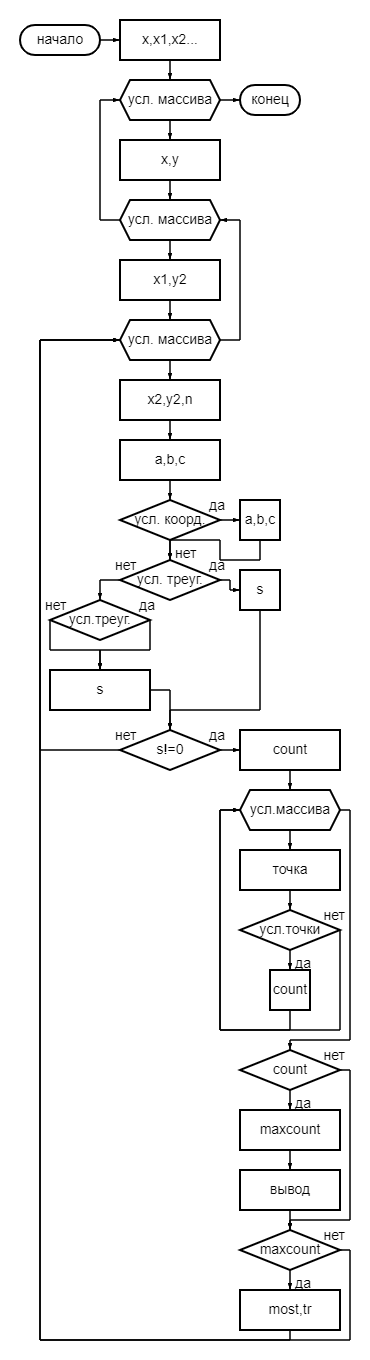 начало
x,x1,x2...
усл. массива
конец
x,y
усл. массива
x1,y2
усл. массива
x2,y2,n
a,b,c
усл. коорд.
да
a,b,c
нет
усл. треуг.
нет
да
s
нет
да
усл.треуг.
s
нет
s!=0
да
count
усл.массива
точка
нет
усл.точки
да
count
нет
count
да
maxcount
вывод
нет
maxcount
да
most,tr